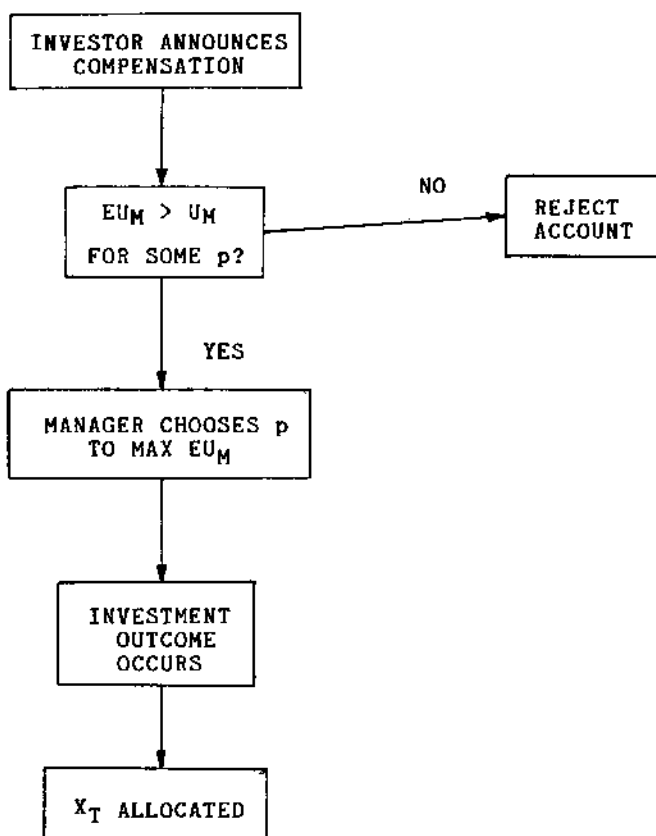 INVESTOR ANNOUNCES
COMPENSATION
EU_M > U_M
FOR SOME p?
NO
REJECT
ACCOUNT
YES
MANAGER CHOOSES p
TO MAX EU_M
INVESTMENT
OUTCOME
OCCURS
X_T ALLOCATED